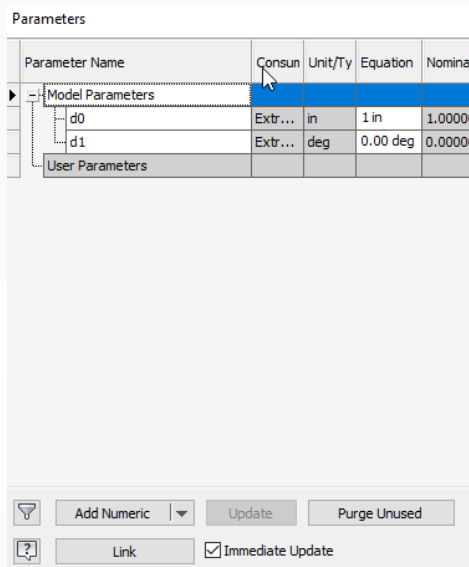 Parameters
Parameter Name Consun Unit/Ty Equation Nomina
Model Parameters
d0 Extr... in 1 in 1.00000
d1 Extr... deg 0.00 deg 0.00000
User Parameters
Add Numeric Update Purge Unused
? Link Immediate Update